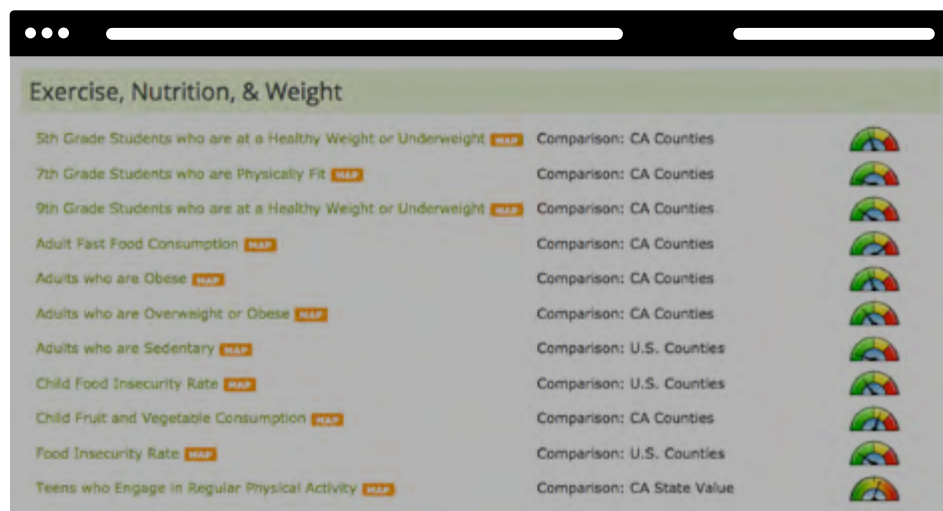 Exercise, Nutrition, & Weight
5th Grade Students who are at a Healthy Weight or Underweight MAP Comparison: CA Counties
7th Grade Students who are Physically Fit MAP Comparison: CA Counties
9th Grade Students who are at a Healthy Weight or Underweight MAP Comparison: CA Counties
Adult Fast Food Consumption MAP Comparison: CA Counties
Adults who are Obese MAP Comparison: CA Counties
Adults who are Overweight or Obese MAP Comparison: CA Counties
Adults who are Sedentary MAP Comparison: U.S. Counties
Child Food Insecurity Rate MAP Comparison: U.S. Counties
Child Fruit and Vegetable Consumption MAP Comparison: CA Counties
Food Insecurity Rate MAP Comparison: U.S. Counties
Teens who Engage in Regular Physical Activity MAP Comparison: CA State Value